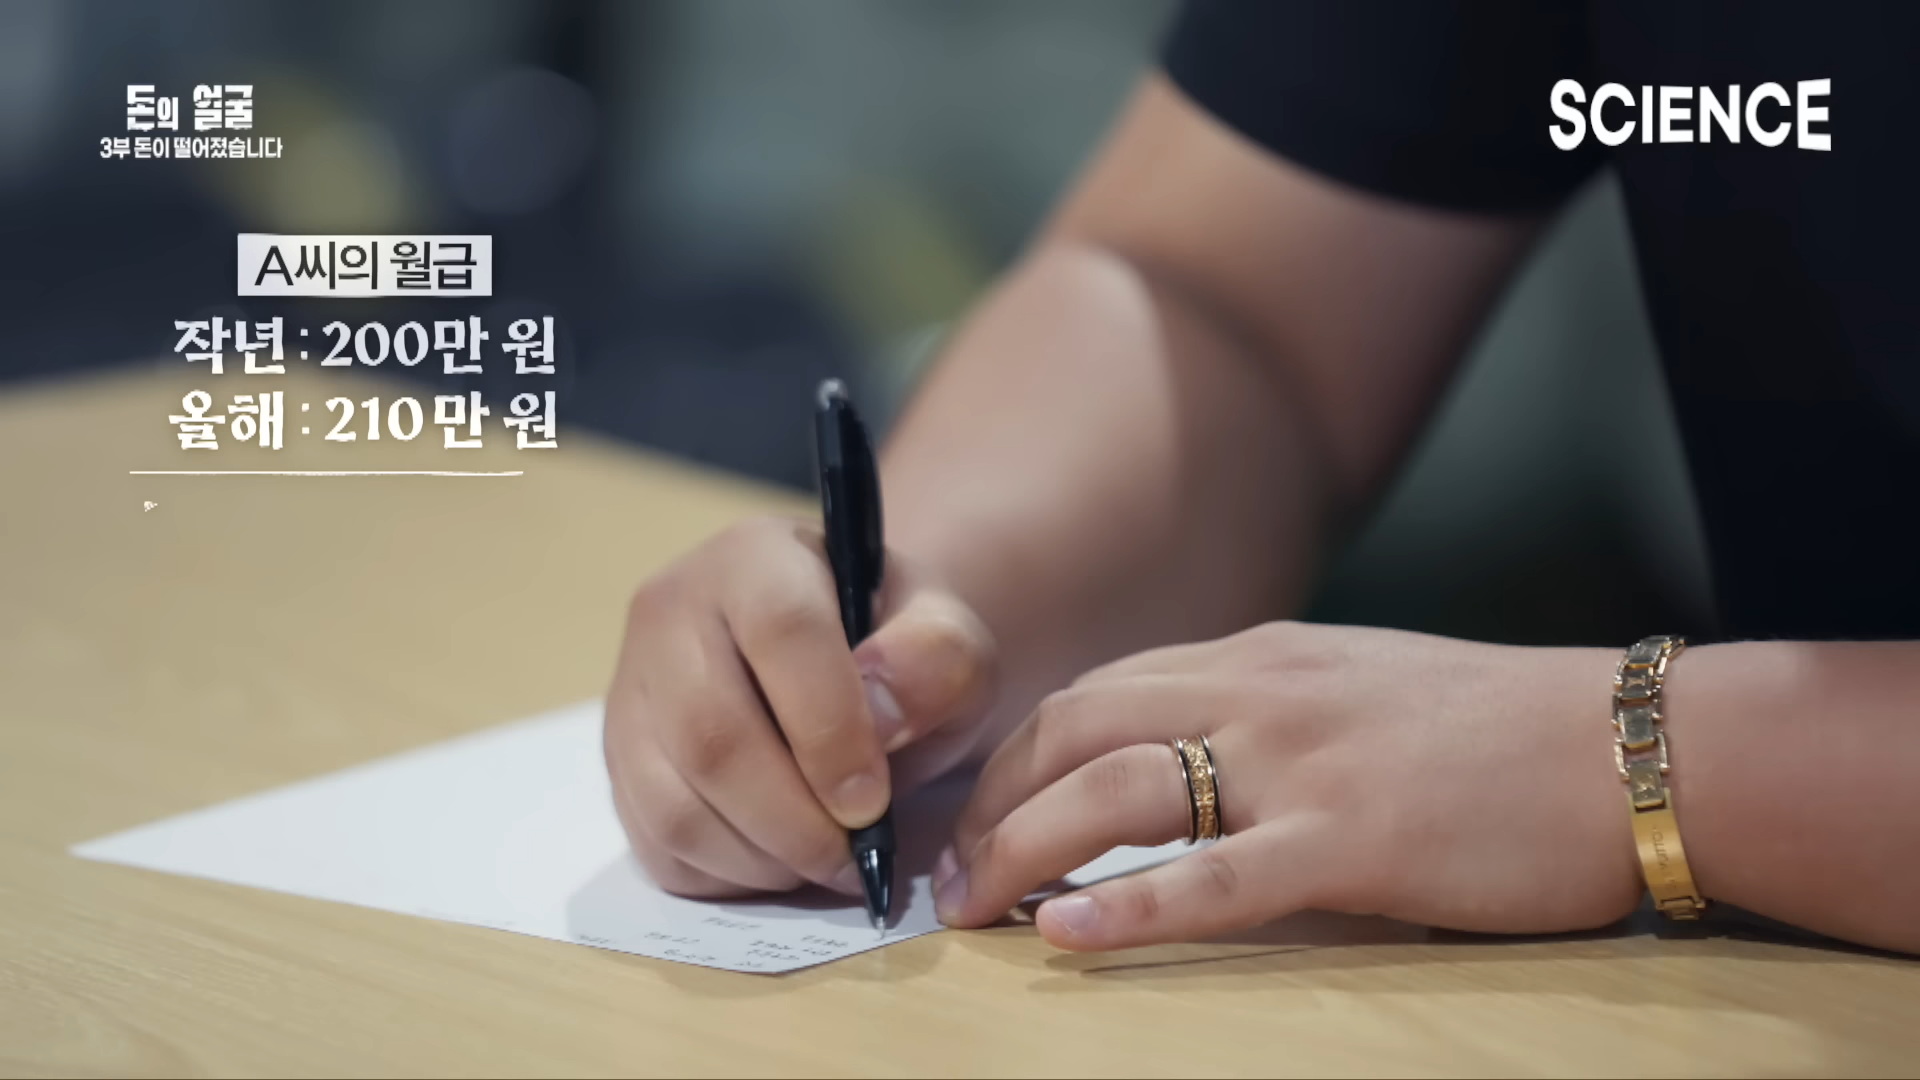 돈의 얼굴
3부 돈이 떨어졌습니다
SCIENCE
A씨의 월급
작년 : 200만 원
올해 : 210만 원